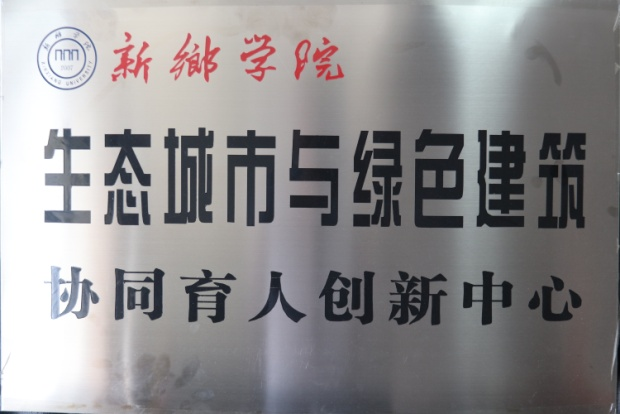 新鄉学院
生态城市与绿色建筑
协同育人创新中心